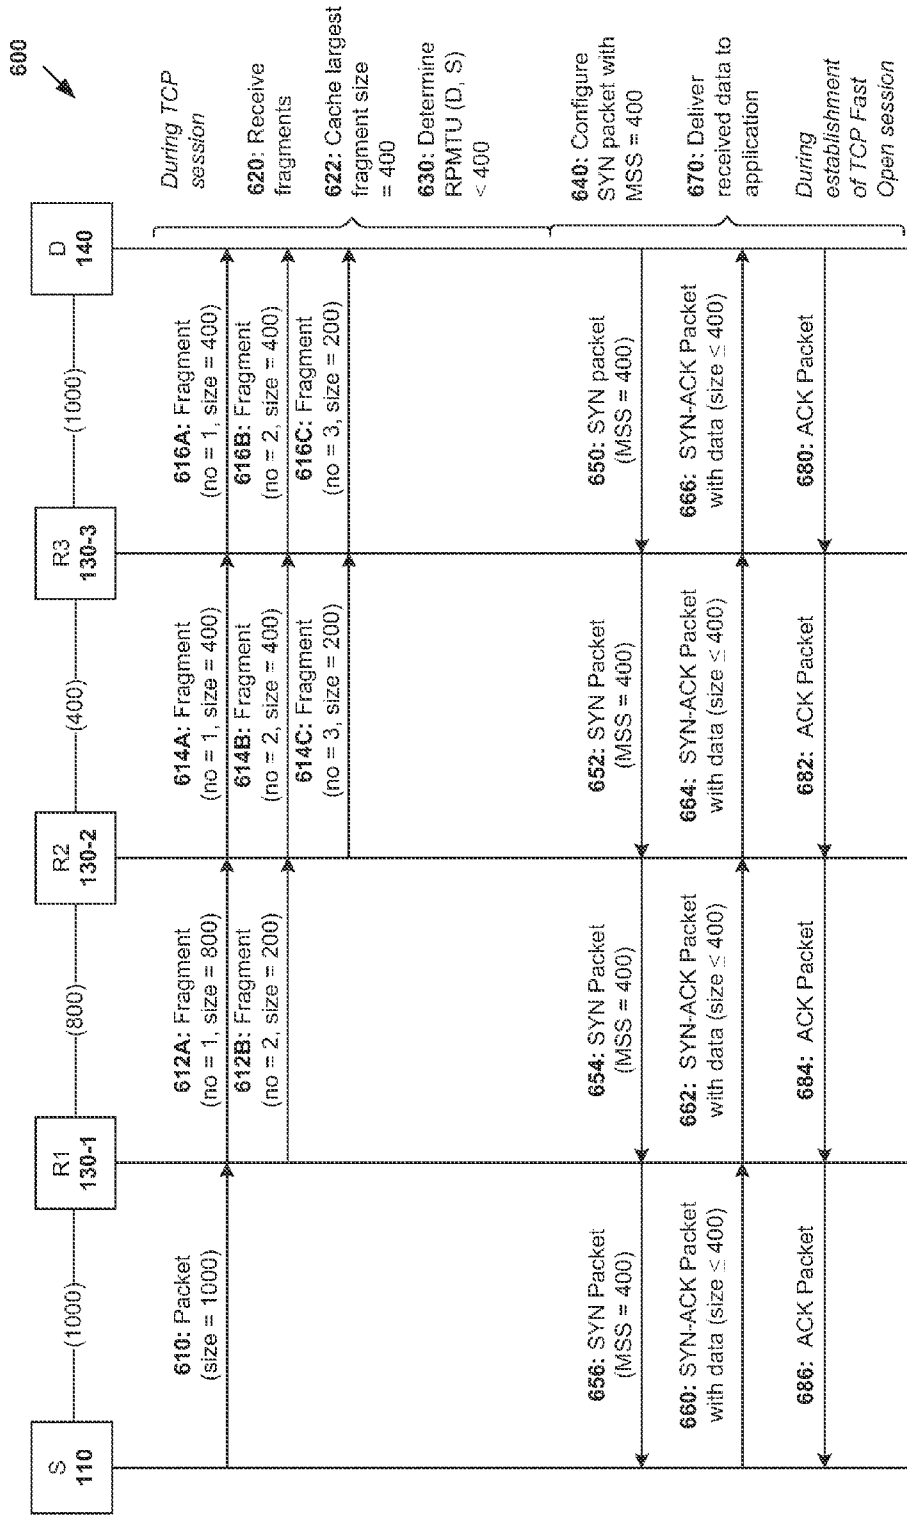 600
S
110
(1000)
R1
130-1
(800)
R2
130-2
(400)
R3
130-3
(1000)
D
140
610: Packet
(size = 1000)
612A: Fragment
(no = 1, size = 800)
612B: Fragment
(no = 2, size = 200)
614A: Fragment
(no = 1, size = 400)
614B: Fragment
(no = 2, size = 400)
614C: Fragment
(no = 3, size = 200)
616A: Fragment
(no = 1, size = 400)
616B: Fragment
(no = 2, size = 400)
616C: Fragment
(no = 3, size = 200)
During TCP
session
620: Receive
fragments
622: Cache largest
fragment size
= 400
630: Determine
RPMTU (D, S)
< 400
656: SYN Packet
(MSS = 400)
654: SYN Packet
(MSS = 400)
652: SYN Packet
(MSS = 400)
650: SYN packet
(MSS = 400)
640: Configure
SYN packet with
MSS = 400
660: SYN-ACK Packet
with data (size ≤ 400)
662: SYN-ACK Packet
with data (size ≤ 400)
664: SYN-ACK Packet
with data (size ≤ 400)
666: SYN-ACK Packet
with data (size ≤ 400)
670: Deliver
received data to
application
686: ACK Packet
684: ACK Packet
682: ACK Packet
680: ACK Packet
During
establishment
of TCP Fast
Open session